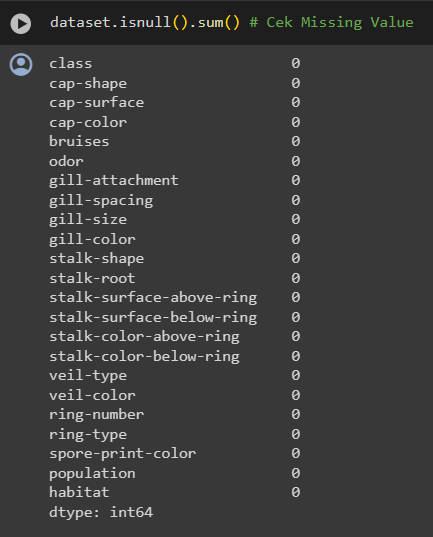 dataset.isnull().sum() # Cek Missing Value
class 0
cap-shape 0
cap-surface 0
cap-color 0
bruises 0
odor 0
gill-attachment 0
gill-spacing 0
gill-size 0
gill-color 0
stalk-shape 0
stalk-root 0
stalk-surface-above-ring 0
stalk-surface-below-ring 0
stalk-color-above-ring 0
stalk-color-below-ring 0
veil-type 0
veil-color 0
ring-number 0
ring-type 0
spore-print-color 0
population 0
habitat 0
dtype: int64